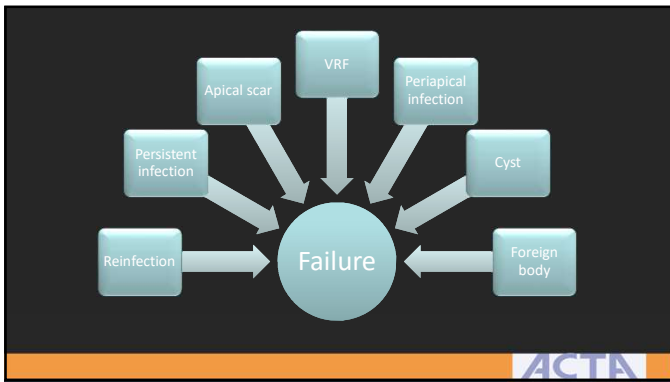 VRF
Apical scar
Periapical
infection
Persistent
infection
Cyst
Reinfection
Failure
Foreign
body
ACTA